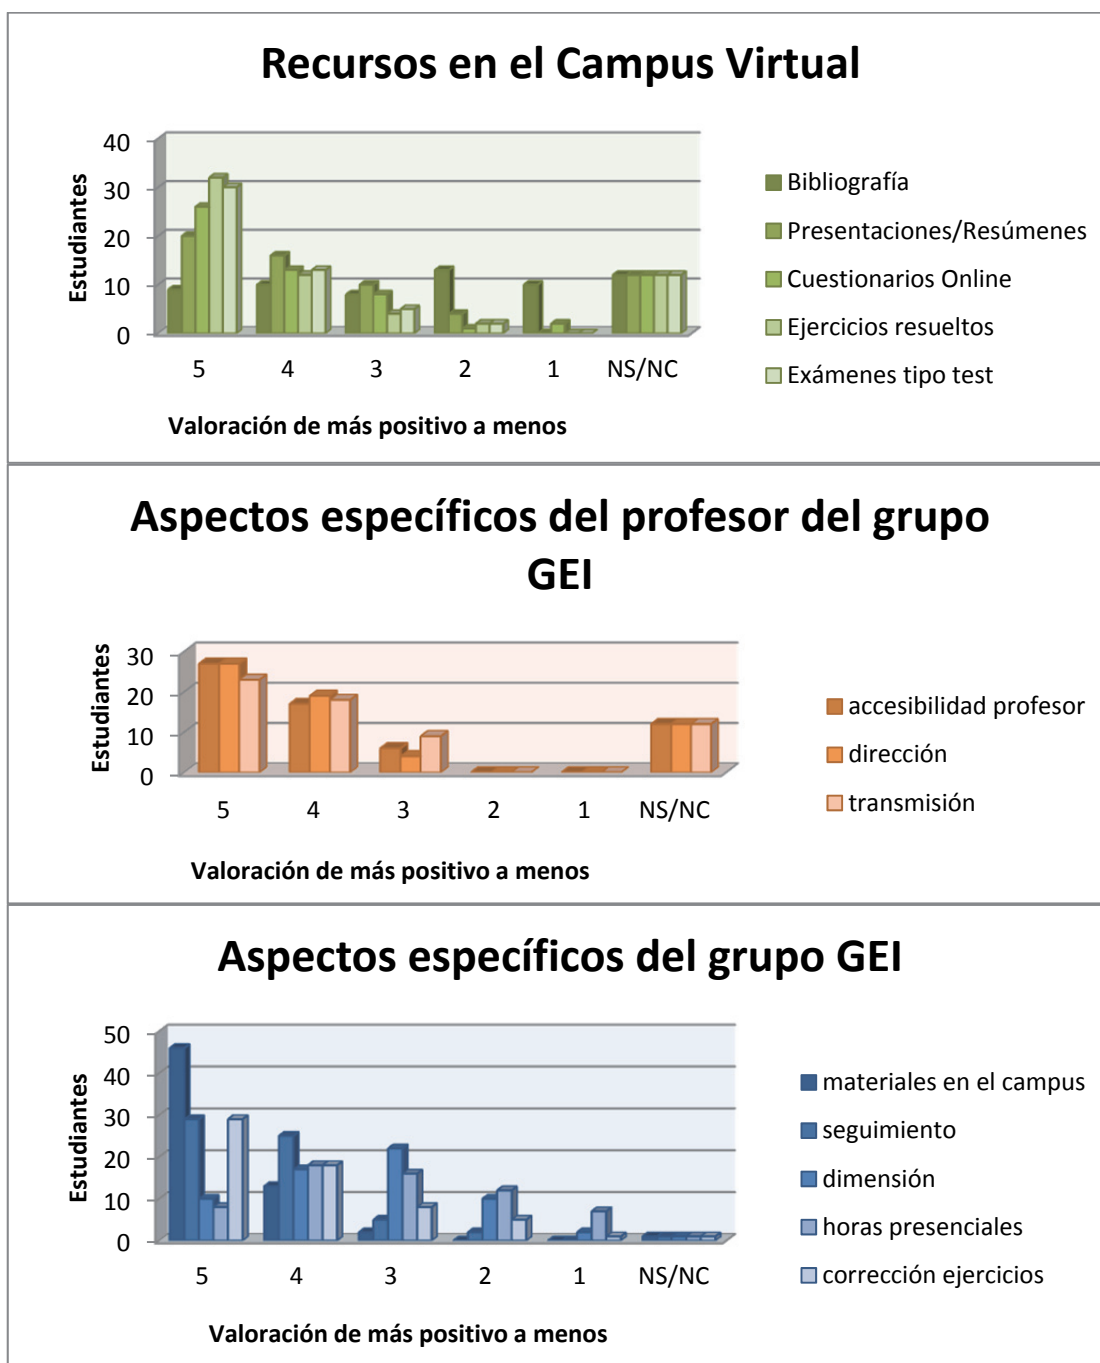 Recursos en el Campus Virtual
40
30
20
10
0
Estudiantes
5 4 3 2 1 NS/NC
Valoración de más positivo a menos
Bibliografía
Presentaciones/Resúmenes
Cuestionarios Online
Ejercicios resueltos
Exámenes tipo test
Aspectos específicos del profesor del grupo
GEI
30
20
10
0
Estudiantes
5 4 3 2 1 NS/NC
Valoración de más positivo a menos
accesibilidad profesor
dirección
transmisión
Aspectos específicos del grupo GEI
50
40
30
20
10
0
Estudiantes
5 4 3 2 1 NS/NC
Valoración de más positivo a menos
materiales en el campus
seguimiento
dimensión
horas presenciales
corrección ejercicios